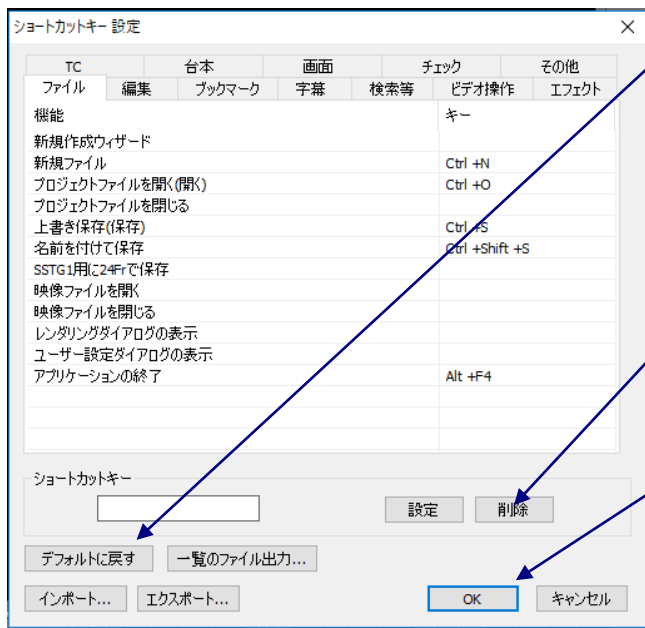 ショートカットキー 設定
TC 台本 画面 チェック その他
ファイル 編集 ブックマーク 字幕 検索等 ビデオ操作 エフェクト
機能 キー
新規作成ウィザード
新規ファイル Ctrl +N
プロジェクトファイルを開く(開く) Ctrl +O
プロジェクトファイルを閉じる
上書き保存(保存) Ctrl +S
名前を付けて保存 Ctrl +Shift +S
SSTG1用に24Frで保存
映像ファイルを開く
映像ファイルを閉じる
レンダリングダイアログの表示
ユーザー設定ダイアログの表示
アプリケーションの終了 Alt +F4
ショートカットキー
設定 削除
デフォルトに戻す 一覧のファイル出力...
インポート... エクスポート... OK キャンセル